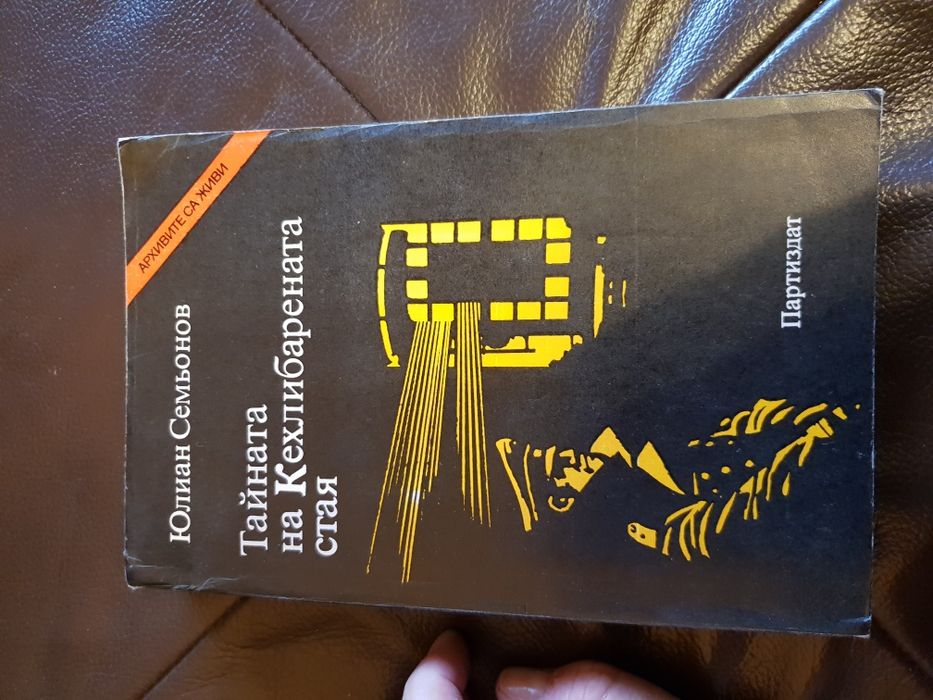 АРХИВИТЕ СА ЖИВИ
Юлиан Семьонов
Тайната
на Кехлибарената
стая
Партиздат